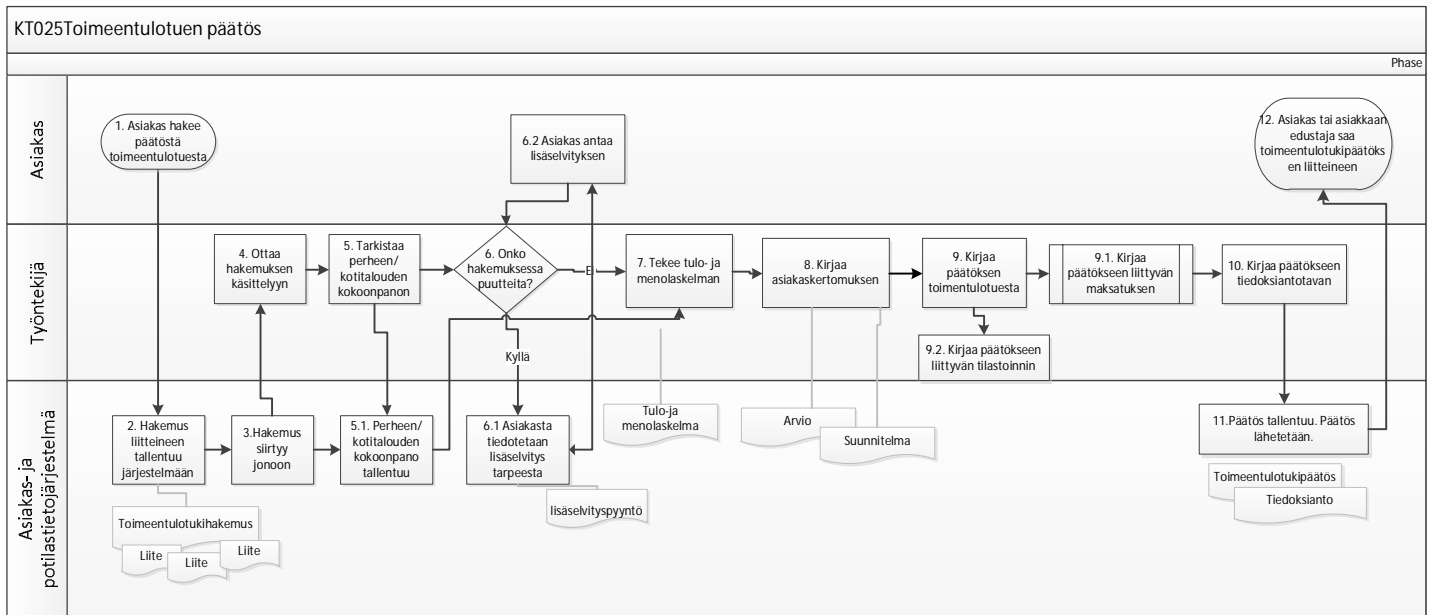 KT025Toimeentulotuen päätös
Phase
Asiakas
1. Asiakas hakee
päätöstä
toimeentulotuesta
6.2 Asiakas antaa
lisäselvityksen
12. Asiakas tai asiakkaan
edustaja saa
toimeentulotukipäätöks
en liitteineen
Työntekijä
4. Ottaa
hakemuksen
käsittelyyn
5. Tarkistaa
perheen/
kotitalouden
kokoonpanon
6. Onko
hakemuksessa
puutteita?
Ei
Kyllä
7. Tekee tulo- ja
menolaskelman
8. Kirjaa
asiakaskertomuksen
9. Kirjaa
päätöksen
toimentulotuesta
9.1. Kirjaa
päätökseen liittyvän
maksatuksen
10. Kirjaa päätökseen
tiedoksiantotavan
9.2. Kirjaa päätökseen
liittyvän tilastoinnin
Asiakas- ja
potilastietojärjestelmä
2. Hakemus
liitteineen
tallentuu
järjestelmään
3.Hakemus
siirtyy
jonoon
5.1. Perheen/
kotitalouden
kokoonpano
tallentuu
6.1 Asiakasta
tiedotetaan
lisäselvitys
tarpeesta
Tulo-ja
menolaskelma
Arvio
Suunnitelma
11.Päätös tallentuu. Päätös
lähetetään.
Toimeentulotukihakemus
Liite
Liite
Liite
lisäselvityspyyntö
Toimeentulotukipäätös
Tiedoksianto